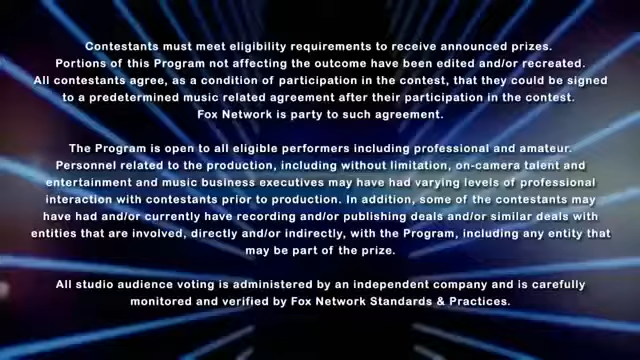 Contestants must meet eligibility requirements to receive announced prizes.
Portions of this Program not affecting the outcome have been edited and/or recreated.
All contestants agree, as a condition of participation in the contest, that they could be signed
to a predetermined music related agreement after their participation in the contest.
Fox Network is party to such agreement.
The Program is open to all eligible performers including professional and amateur.
Personnel related to the production, including without limitation, on-camera talent and
entertainment and music business executives may have had varying levels of professional
interaction with contestants prior to production. In addition, some of the contestants may
have had and/or currently have recording and/or publishing deals and/or similar deals with
entities that are involved, directly and/or indirectly, with the Program, including any entity that
may be part of the prize.
All studio audience voting is administered by an independent company and is carefully
monitored and verified by Fox Network Standards & Practices.